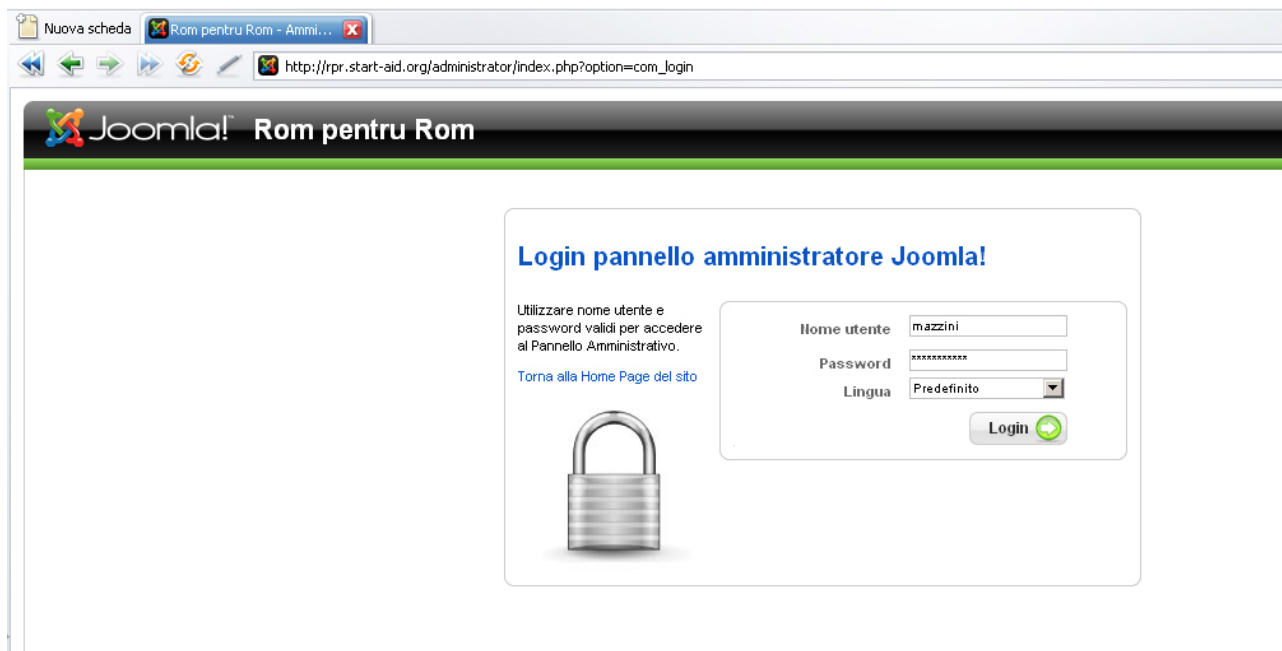 Nuova scheda Rom pentru Rom - Ammi...
http://rpr.start-aid.org/administrator/index.php?option=com_login
Joomla!™ Rom pentru Rom
Login pannello amministratore Joomla!
Utilizzare nome utente e
password validi per accedere
al Pannello Amministrativo.
Torna alla Home Page del sito
Nome utente mazzini
Password ***********
Lingua Predefinito
Login